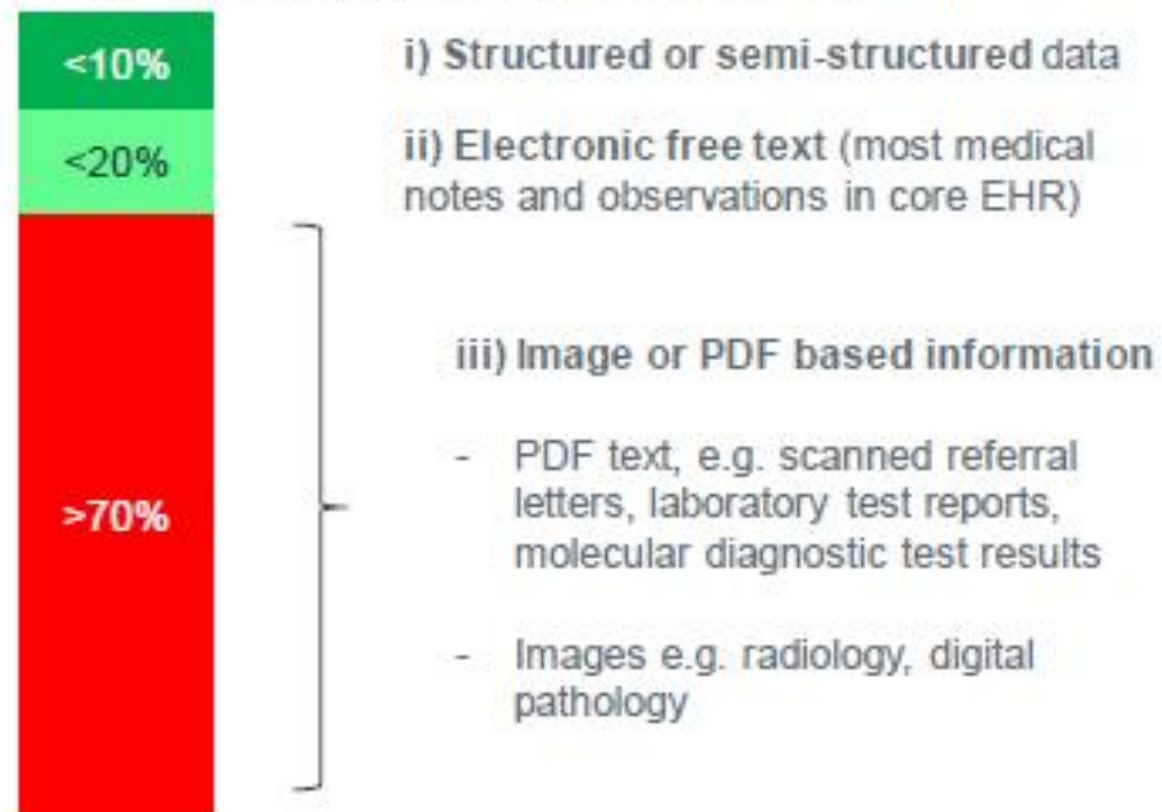 <10%
i) Structured or semi-structured data
<20%
ii) Electronic free text (most medical
notes and observations in core EHR)
iii) Image or PDF based information
- PDF text, e.g. scanned referral
letters, laboratory test reports,
molecular diagnostic test results
>70%
- Images e.g. radiology, digital
pathology